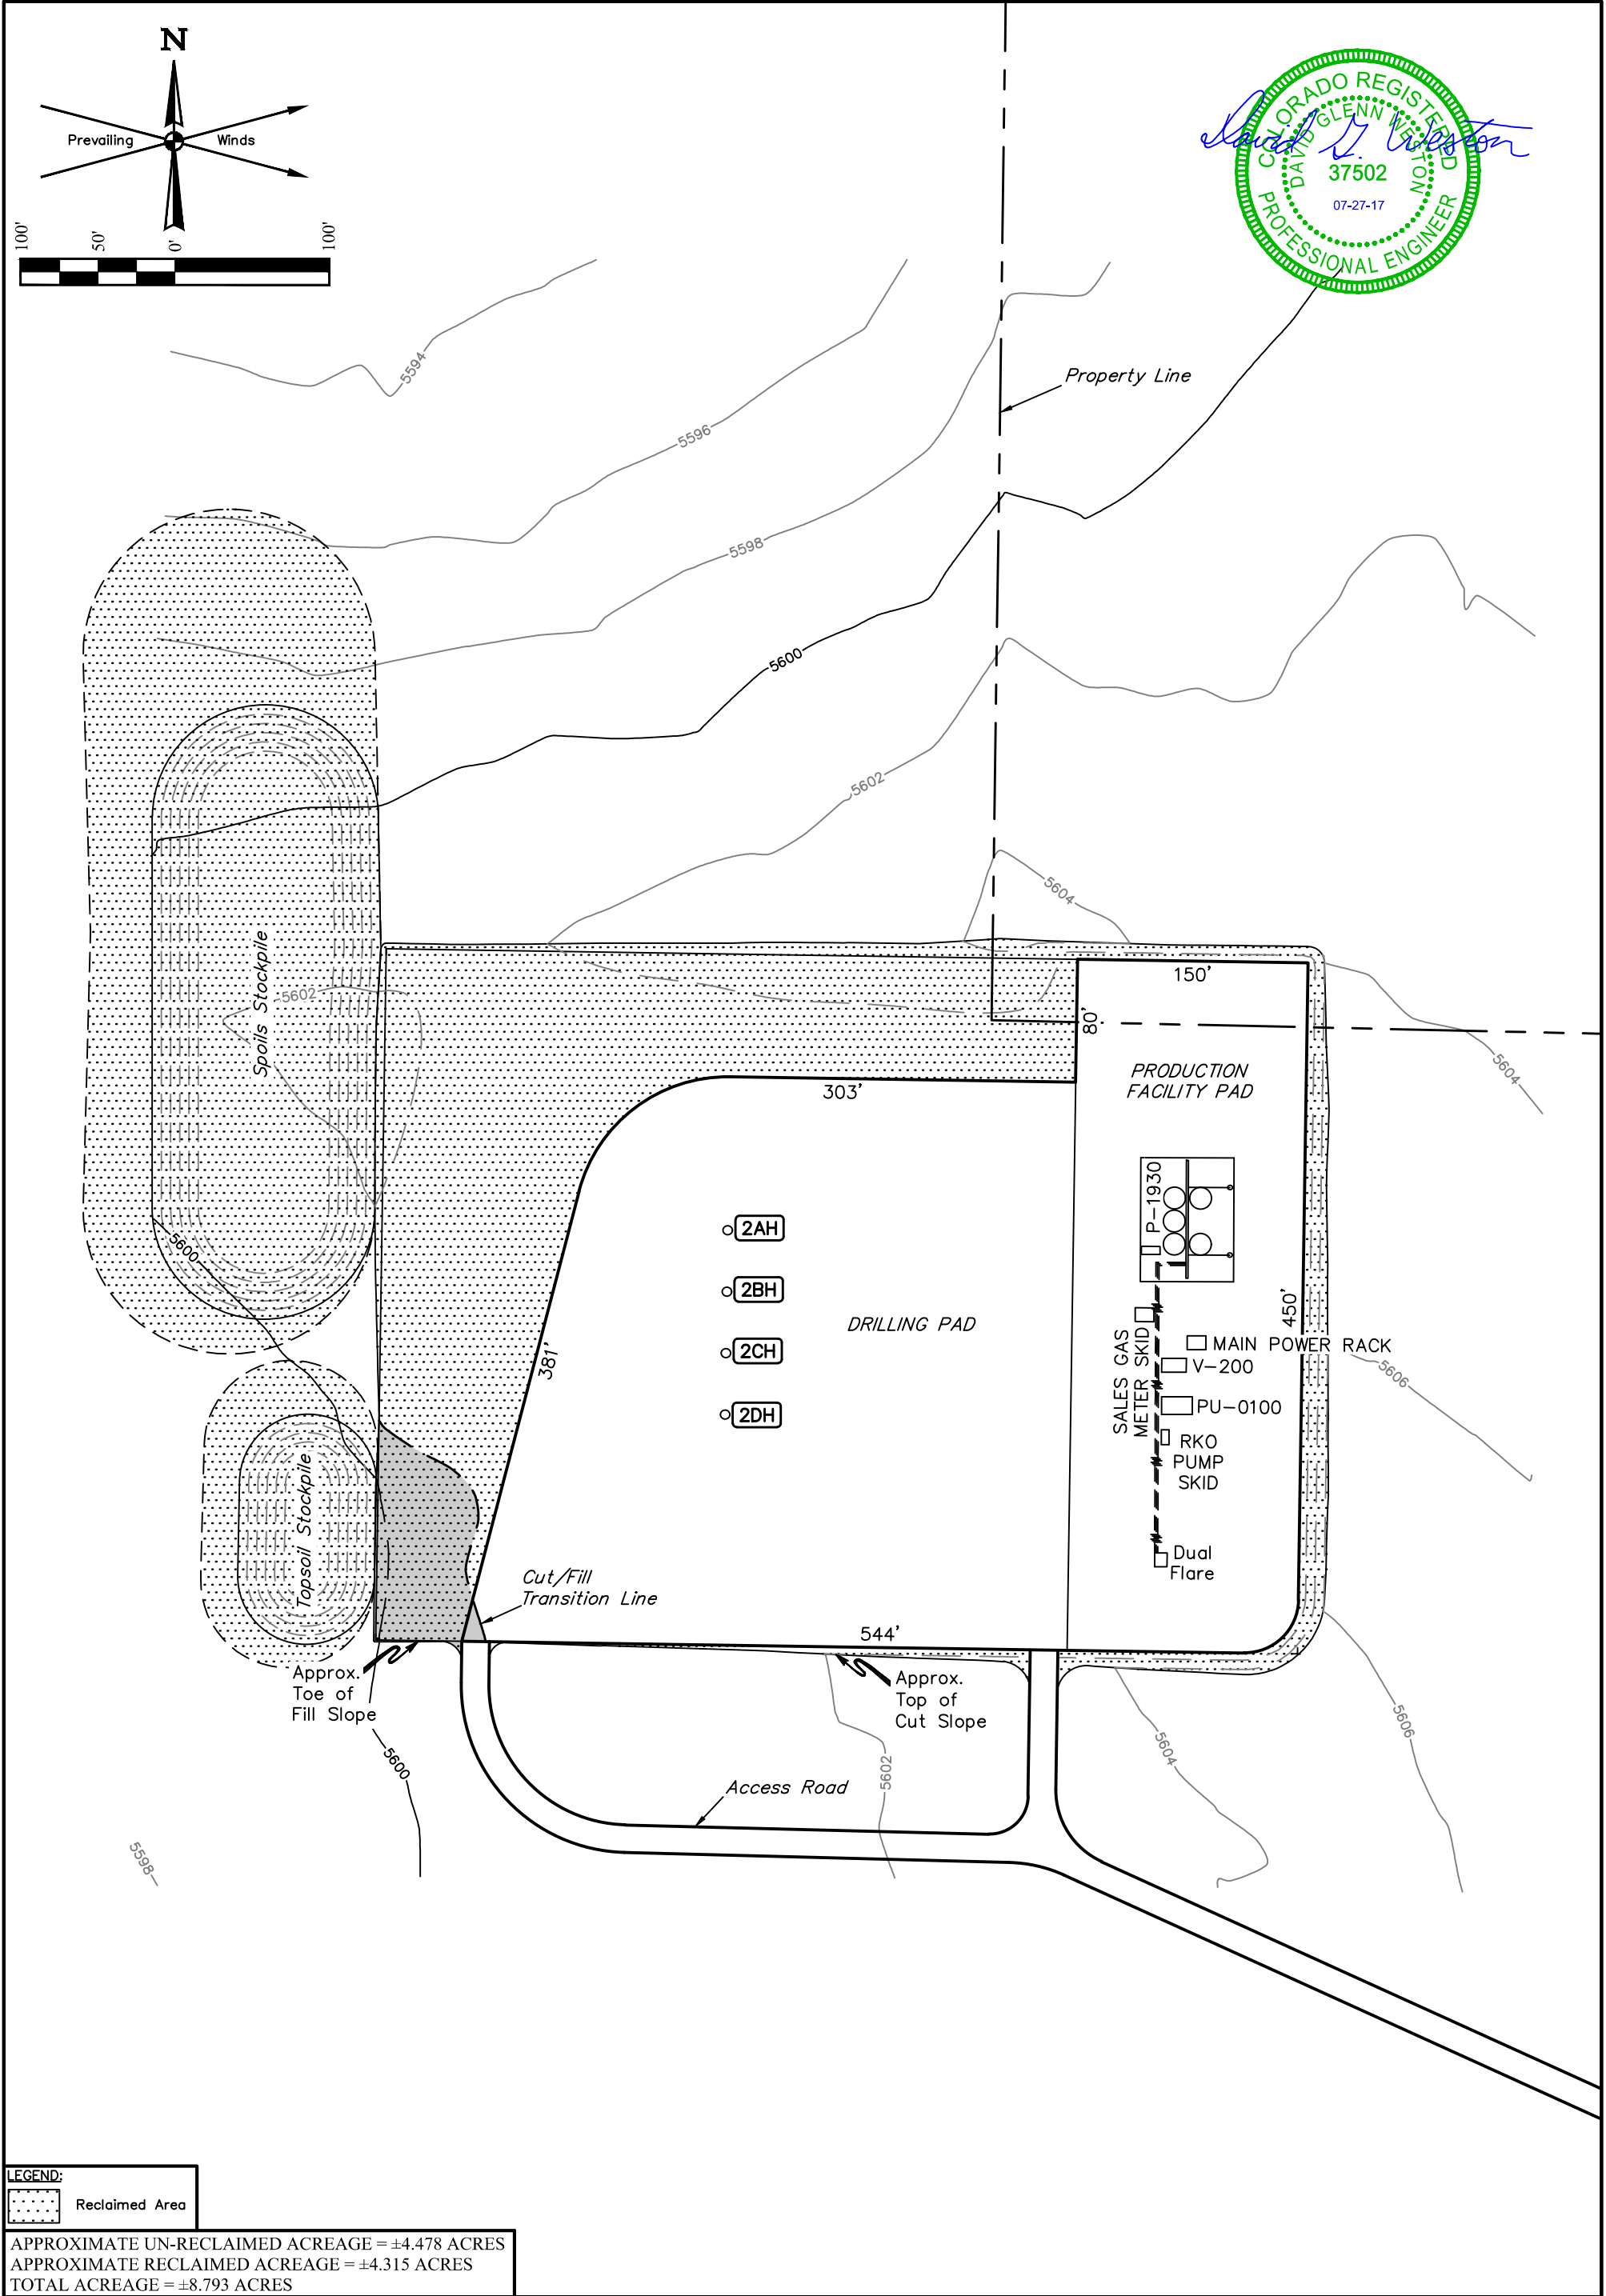 N
Prevailing
Winds
100'
50'
0'
100'
COLORADO REGISTERED
DAVID GLENN WESTON
37502
07-27-17
PROFESSIONAL ENGINEER
David G. Weston
5594
Property Line
5596
5598
5600
5602
5604
Spoils Stockpile
5602
150'
80'
5604
PRODUCTION
FACILITY PAD
303'
P-1930
2AH
5600
2BH
450'
DRILLING PAD
381'
SALES GAS
METER SKID
MAIN POWER RACK
2CH
V-200
5606
2DH
PU-0100
RKO
PUMP
SKID
Topsoil Stockpile
Dual
Flare
Cut/Fill
Transition Line
544'
Approx.
Toe of
Fill Slope
Approx.
Top of
Cut Slope
5600
5602
5604
5606
Access Road
5598
LEGEND:
Reclaimed Area
APPROXIMATE UN-RECLAIMED ACREAGE = ±4.478 ACRES
APPROXIMATE RECLAIMED ACREAGE = ±4.315 ACRES
TOTAL ACREAGE = ±8.793 ACRES